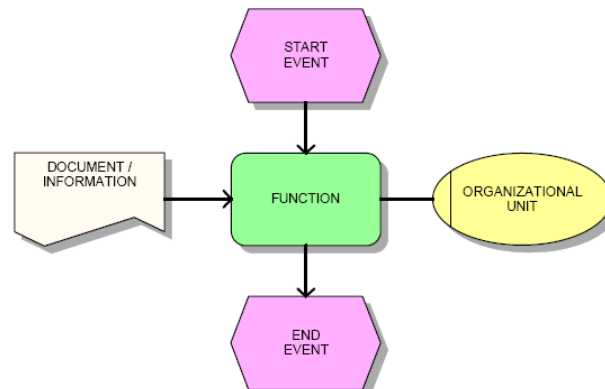 START
EVENT
DOCUMENT /
INFORMATION
FUNCTION
ORGANIZATIONAL
UNIT
END
EVENT